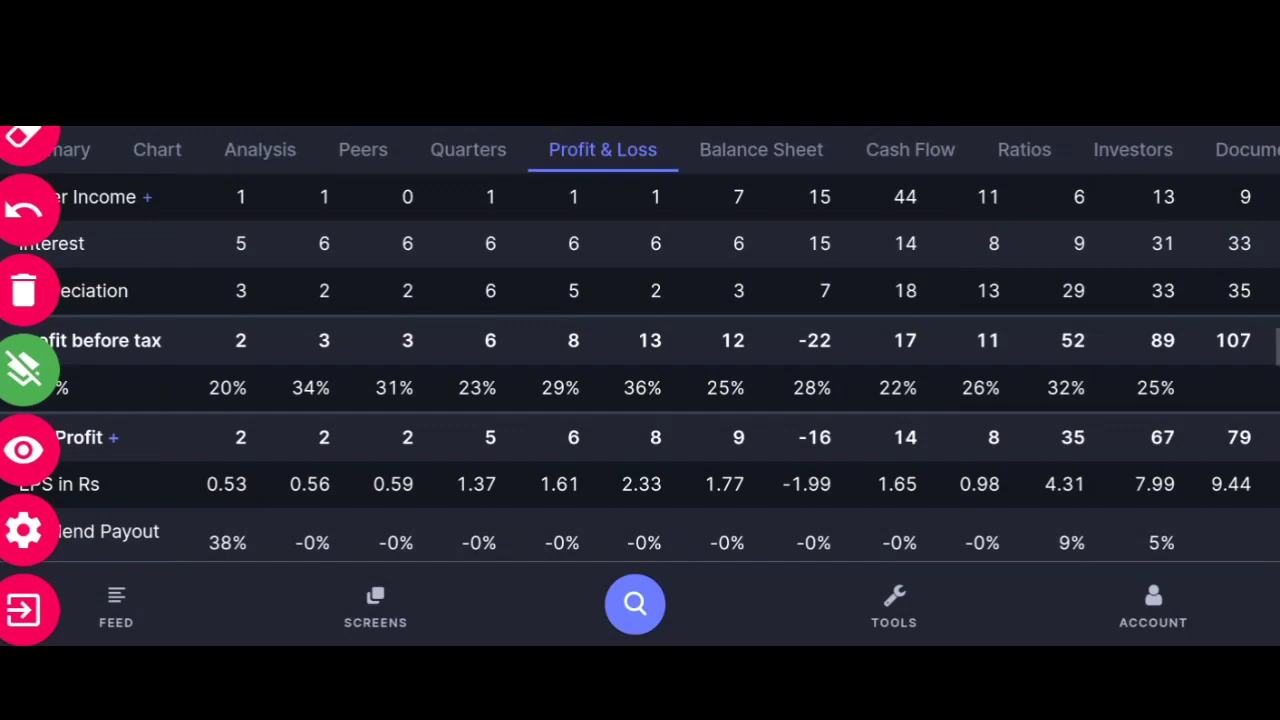 mary Chart Analysis Peers Quarters Profit & Loss Balance Sheet Cash Flow Ratios Investors Docume
er Income + 1 1 0 1 1 1 7 15 44 11 6 13 9
Interest 5 6 6 6 6 6 6 15 14 8 9 31 33
eciation 3 2 2 6 5 2 3 7 18 13 29 33 35
ofit before tax 2 3 3 6 8 13 12 -22 17 11 52 89 107
% 20% 34% 31% 23% 29% 36% 25% 28% 22% 26% 32% 25%
Profit + 2 2 2 5 6 8 9 -16 14 8 35 67 79
EPS in Rs 0.53 0.56 0.59 1.37 1.61 2.33 1.77 -1.99 1.65 0.98 4.31 7.99 9.44
lend Payout 38% -0% -0% -0% -0% -0% -0% -0% -0% -0% 9% 5%
FEED SCREENS TOOLS ACCOUNT